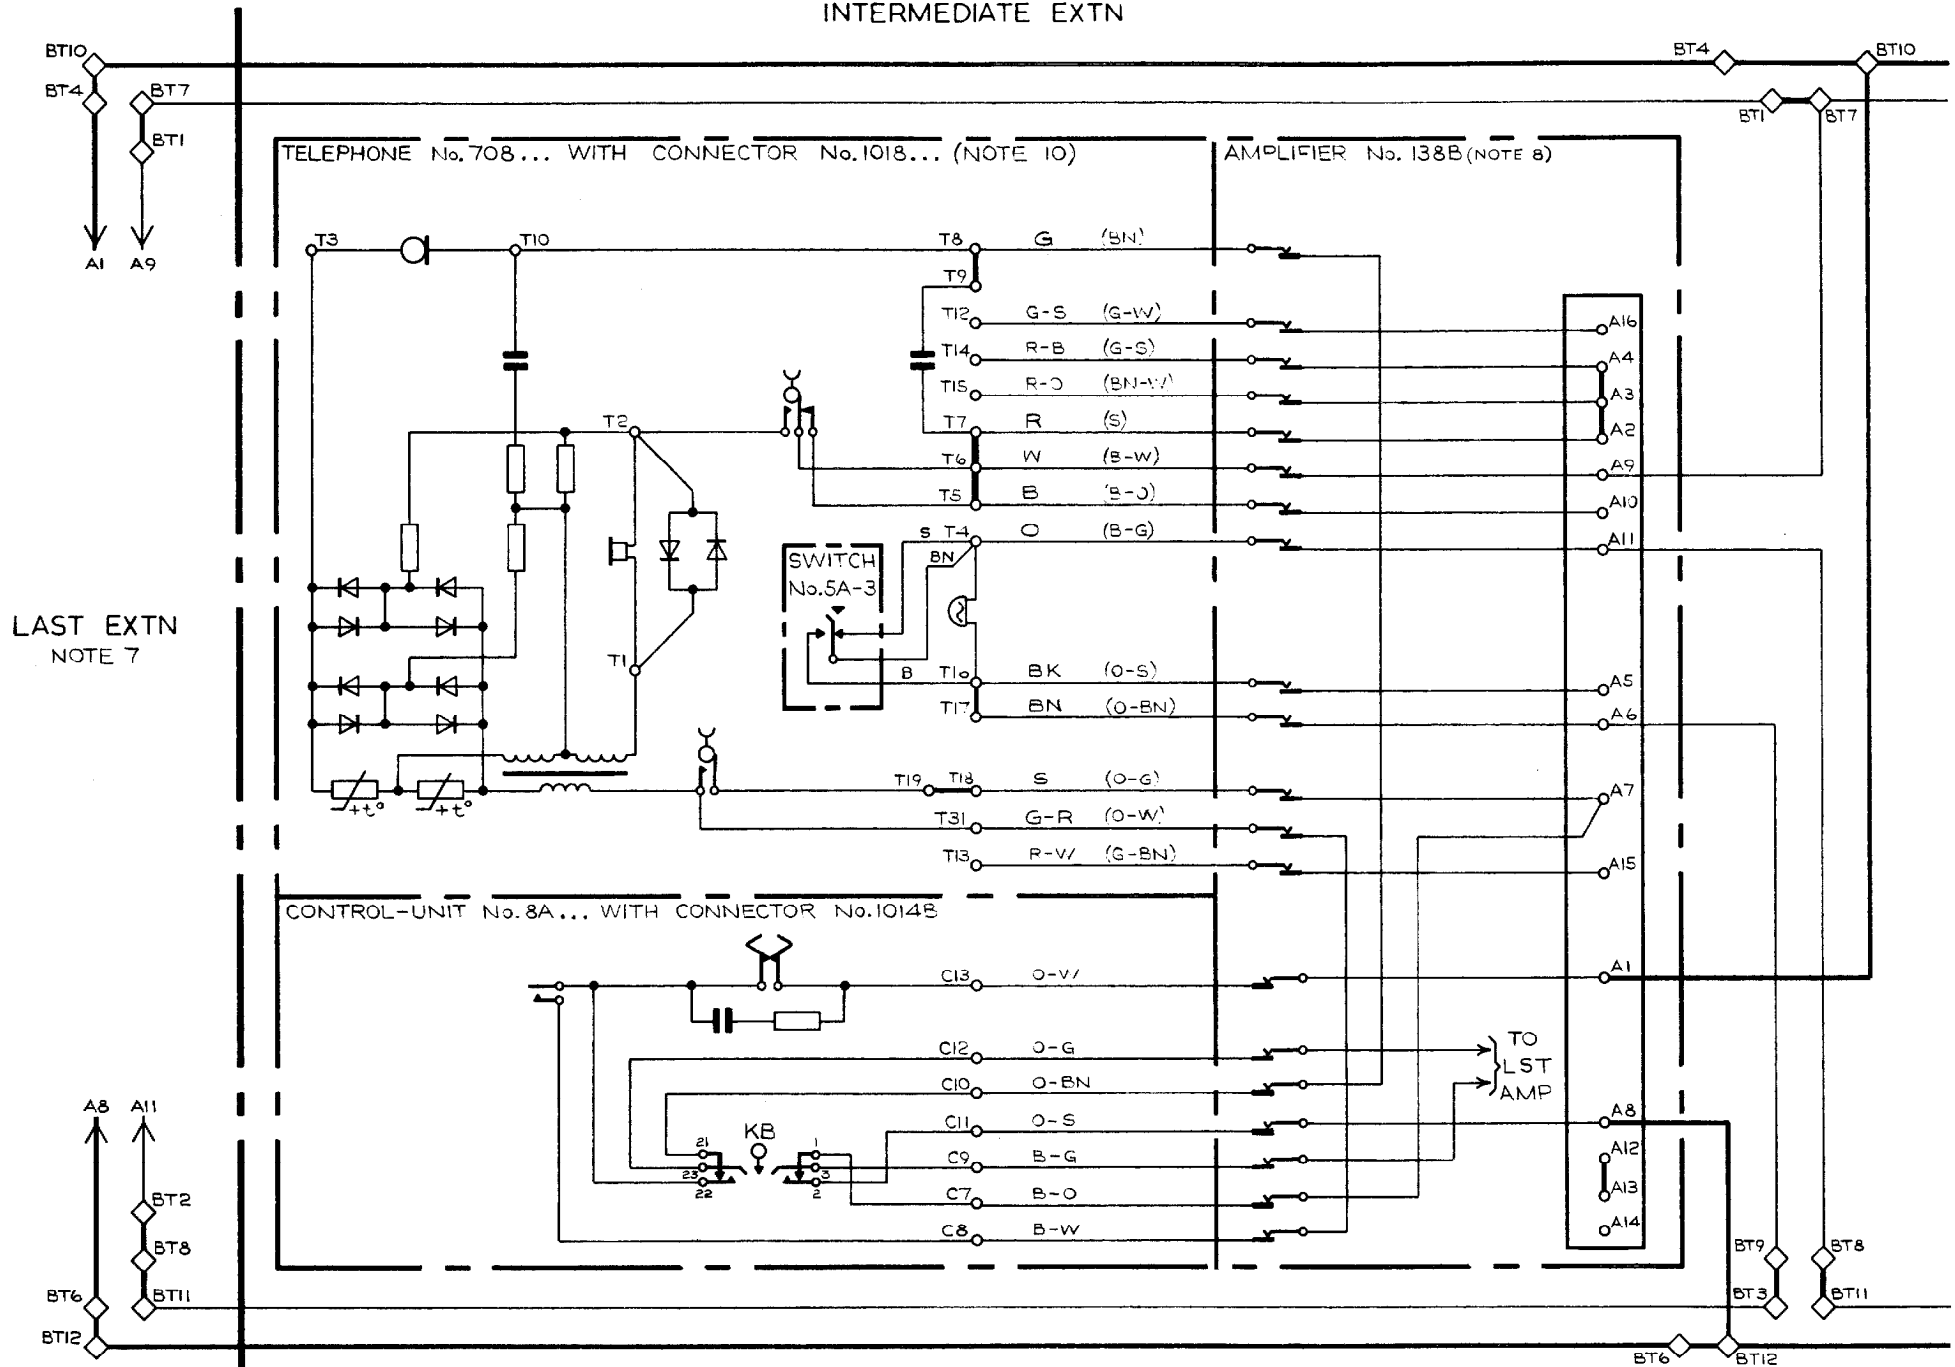 INTERMEDIATE EXTN
BT10
BT4
BT10
BT4
BT7
BT1
BT7
BT1
TELEPHONE No.708... WITH CONNECTOR No.1018... (NOTE 10)
AMPLIFIER No. 138B (NOTE 8)
A1
A9
T3
T10
T8
G
(BN)
T9
T12
G-S
(G-W)
A16
T14
R-B
(G-S)
A4
T15
R-O
(BN-W)
A3
T2
T7
R
(S)
A2
T6
W
(B-W)
A9
T5
B
(B-O)
A10
S
T4
O
(B-G)
A11
BN
SWITCH
No.5A-3
LAST EXTN
NOTE 7
T1
B
T16
BK
(O-S)
A5
T17
BN
(O-BN)
A6
T19
T18
S
(O-G)
A7
+t°
+t°
T31
G-R
(O-W)
T13
R-W
(G-BN)
A15
CONTROL-UNIT No.8A... WITH CONNECTOR No.1014B
C13
O-W
A1
C12
O-G
TO
LST
AMP
C10
O-BN
A8
A11
C11
O-S
A8
KB
21
1
23
3
22
2
C9
B-G
A12
C7
B-O
A13
C8
B-W
A14
BT2
BT8
BT9
BT8
BT6
BT11
BT3
BT11
BT12
BT6
BT12